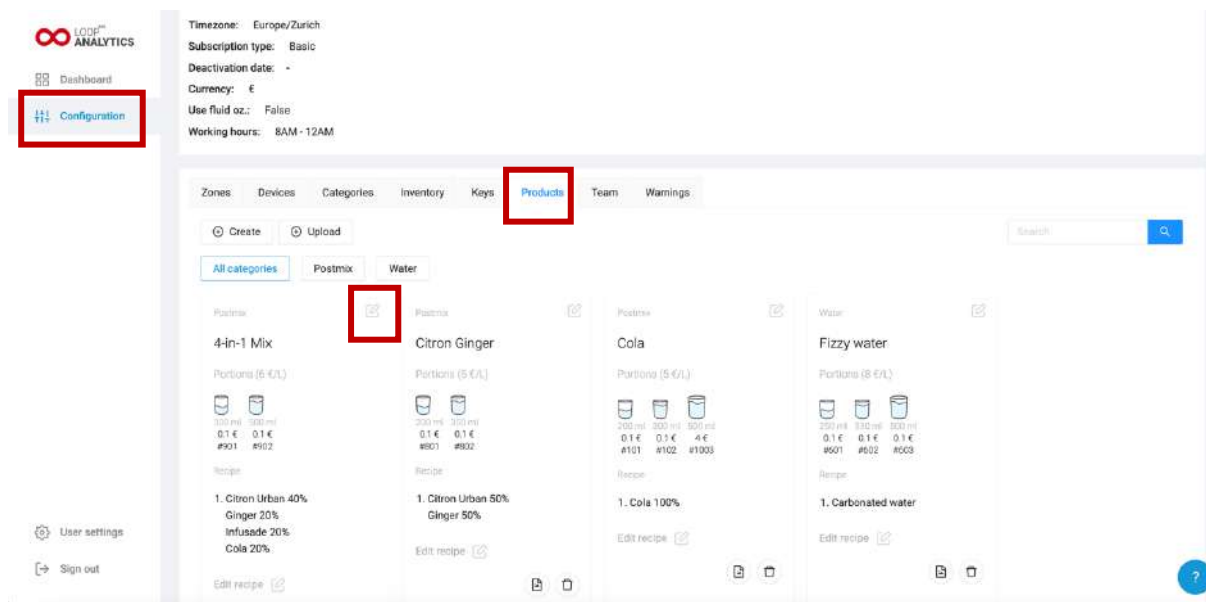 LOOP
ANALYTICS
Dashboard
Configuration
User settings
Sign out
Timezone: Europe/Zurich
Subscription type: Basic
Deactivation date: -
Currency: €
Use fluid oz.: False
Working hours: 8AM - 12AM
Zones Devices Categories Inventory Keys Products Team Warnings
Create Upload Search
All categories Postmix Water
Postmix
4-in-1 Mix
Portions (6 €/L)
300 ml 500 ml
0.1 € 0.1 €
#901 #902
Recipe
1. Citron Urban 40%
Ginger 20%
Infusade 20%
Cola 20%
Edit recipe
Postmix
Citron Ginger
Portions (5 €/L)
200 ml 300 ml
0.1 € 0.1 €
#801 #802
Recipe
1. Citron Urban 50%
Ginger 50%
Edit recipe
Postmix
Cola
Portions (5 €/L)
200 ml 300 ml 500 ml
0.1 € 0.1 € 4 €
#101 #102 #1003
Recipe
1. Cola 100%
Edit recipe
Water
Fizzy water
Portions (8 €/L)
250 ml 330 ml 500 ml
0.1 € 0.1 € 0.1 €
#601 #602 #603
Recipe
1. Carbonated water
Edit recipe
?